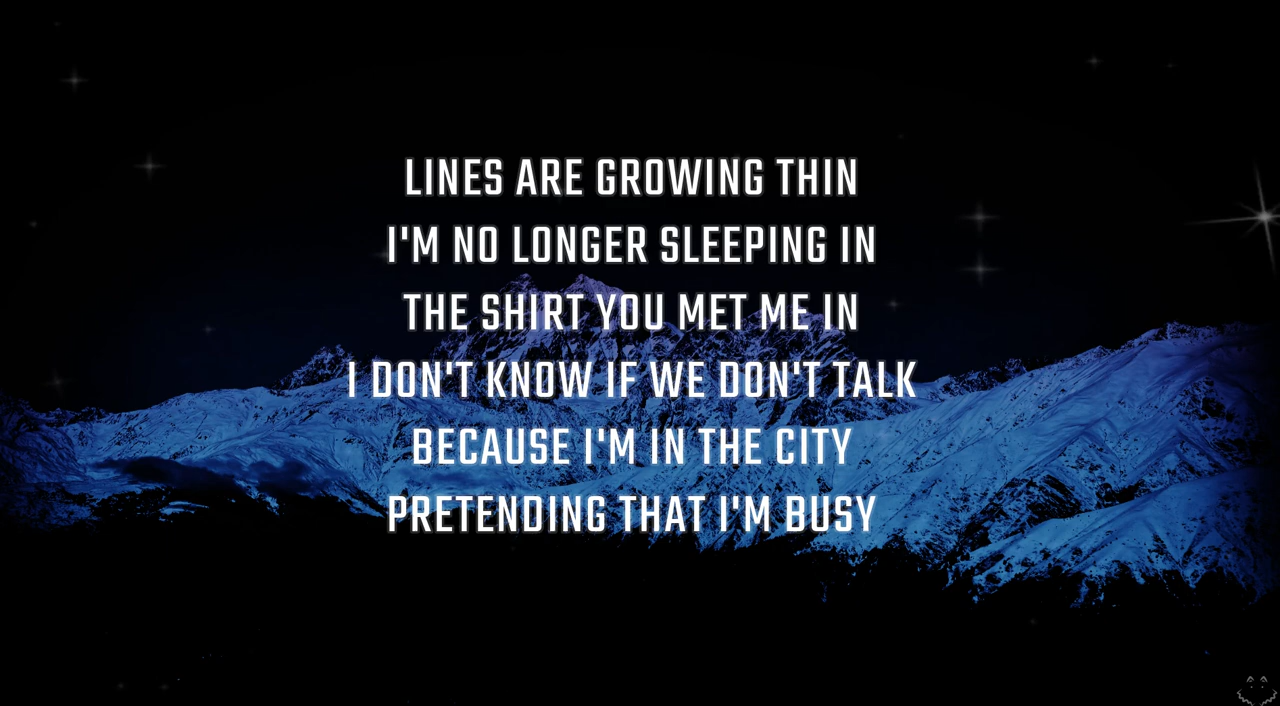 LINES ARE GROWING THIN
I'M NO LONGER SLEEPING IN
THE SHIRT YOU MET ME IN
I DON'T KNOW IF WE DON'T TALK
BECAUSE I'M IN THE CITY
PRETENDING THAT I'M BUSY